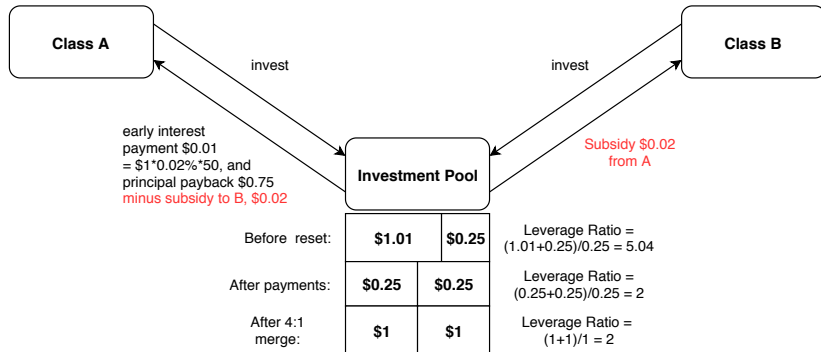 Class A
Class B
invest
invest
early interest
payment $0.01
= $1*0.02%*50, and
principal payback $0.75
minus subsidy to B, $0.02
Subsidy $0.02
from A
Investment Pool
Before reset:
$1.01
$0.25
Leverage Ratio =
(1.01+0.25)/0.25 = 5.04
After payments:
$0.25
$0.25
Leverage Ratio =
(0.25+0.25)/0.25 = 2
After 4:1
merge:
$1
$1
Leverage Ratio =
(1+1)/1 = 2